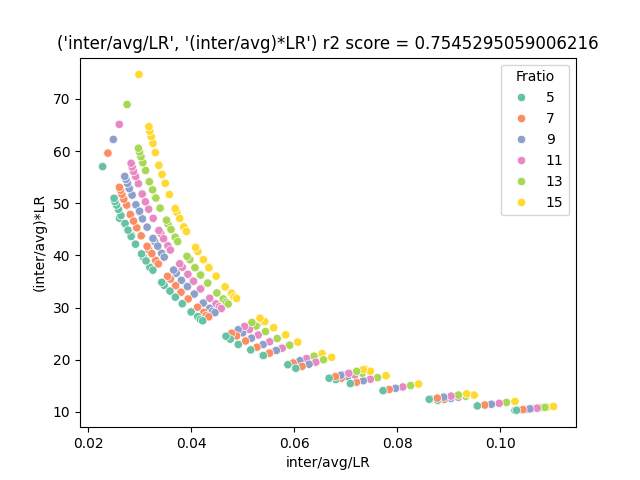 ('inter/avg/LR', '(inter/avg)*LR') r2 score = 0.7545295059006216
(inter/avg)*LR
70
60
50
40
30
20
10
Fratio
5
7
9
11
13
15
0.02 0.04 0.06 0.08 0.10
inter/avg/LR